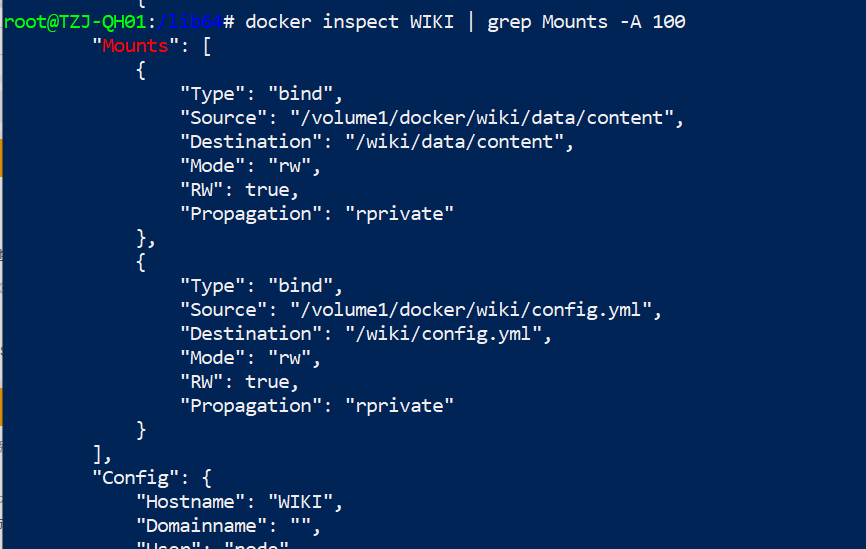 {
root@TZJ-QH01:/lib64# docker inspect WIKI | grep Mounts -A 100
"Mounts": [
{
"Type": "bind",
"Source": "/volume1/docker/wiki/data/content",
"Destination": "/wiki/data/content",
"Mode": "rw",
"RW": true,
"Propagation": "rprivate"
},
{
"Type": "bind",
"Source": "/volume1/docker/wiki/config.yml",
"Destination": "/wiki/config.yml",
"Mode": "rw",
"RW": true,
"Propagation": "rprivate"
}
],
"Config": {
"Hostname": "WIKI",
"Domainname": "",
"User": "node"